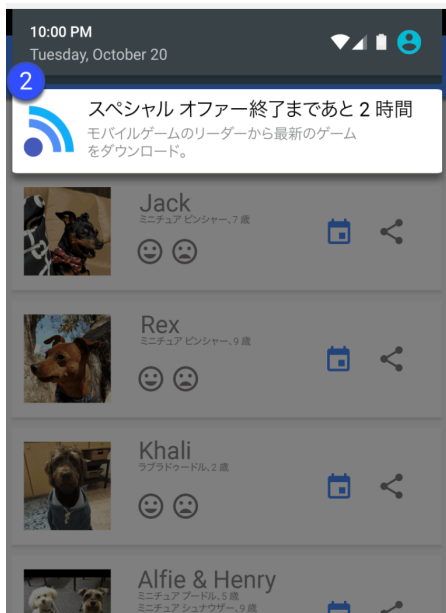 10:00 PM
Tuesday, October 20
2
スペシャル オファー終了まであと 2 時間
モバイルゲームのリーダーから最新のゲーム
をダウンロード。
Jack
ミニチュア ピンシャー、7 歳
Rex
ミニチュア ピンシャー、9 歳
Khali
ラブラドゥードル、2 歳
Alfie & Henry
ミニチュア プードル、5 歳
ミニチュア シュナウザー、9 歳